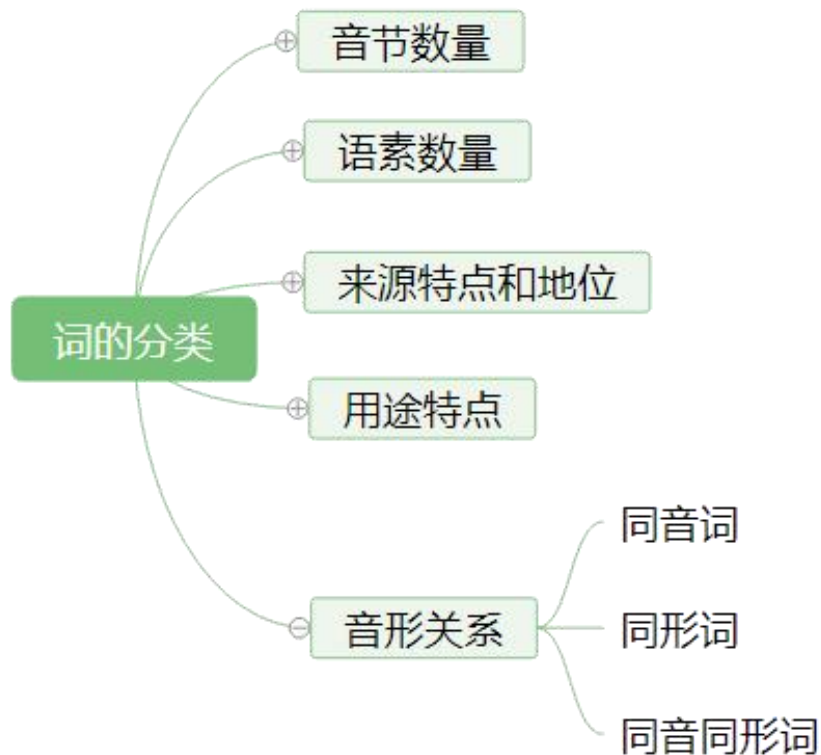 音节数量
语素数量
来源特点和地位
词的分类
用途特点
同音词
音形关系
同形词
同音同形词